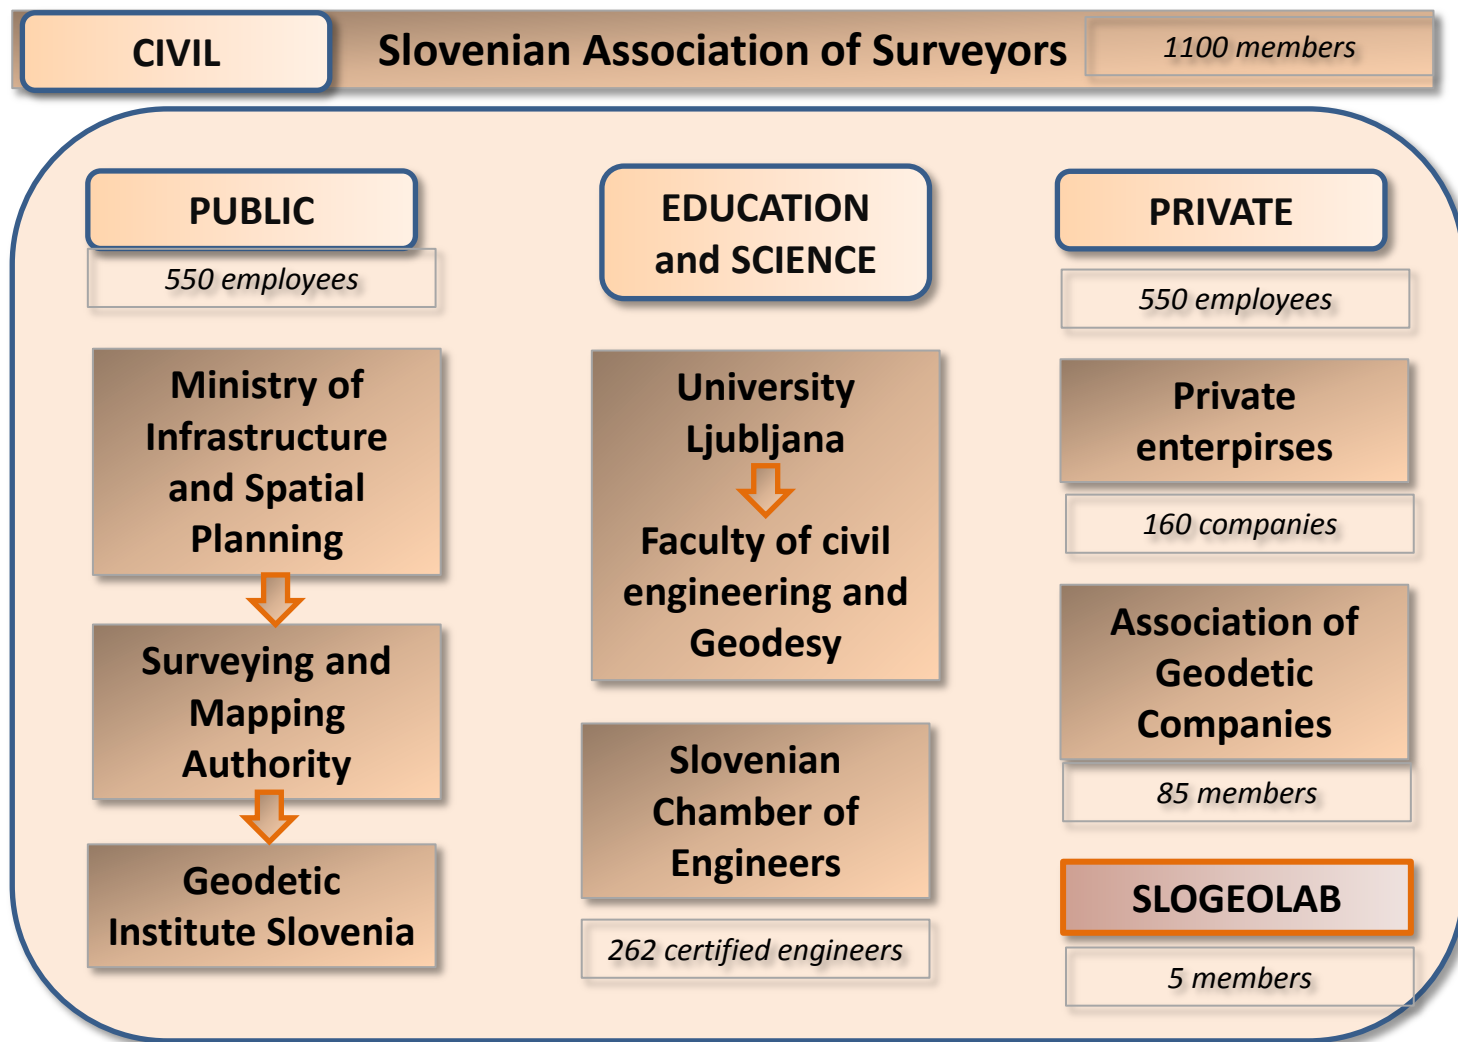 CIVIL
Slovenian Association of Surveyors
1100 members
PUBLIC
550 employees
Ministry of
Infrastructure
and Spatial
Planning
Surveying and
Mapping
Authority
Geodetic
Institute Slovenia
EDUCATION
and SCIENCE
University
Ljubljana
Faculty of civil
engineering and
Geodesy
Slovenian
Chamber of
Engineers
262 certified engineers
PRIVATE
550 employees
Private
enterpirses
160 companies
Association of
Geodetic
Companies
85 members
SLOGEOLAB
5 members